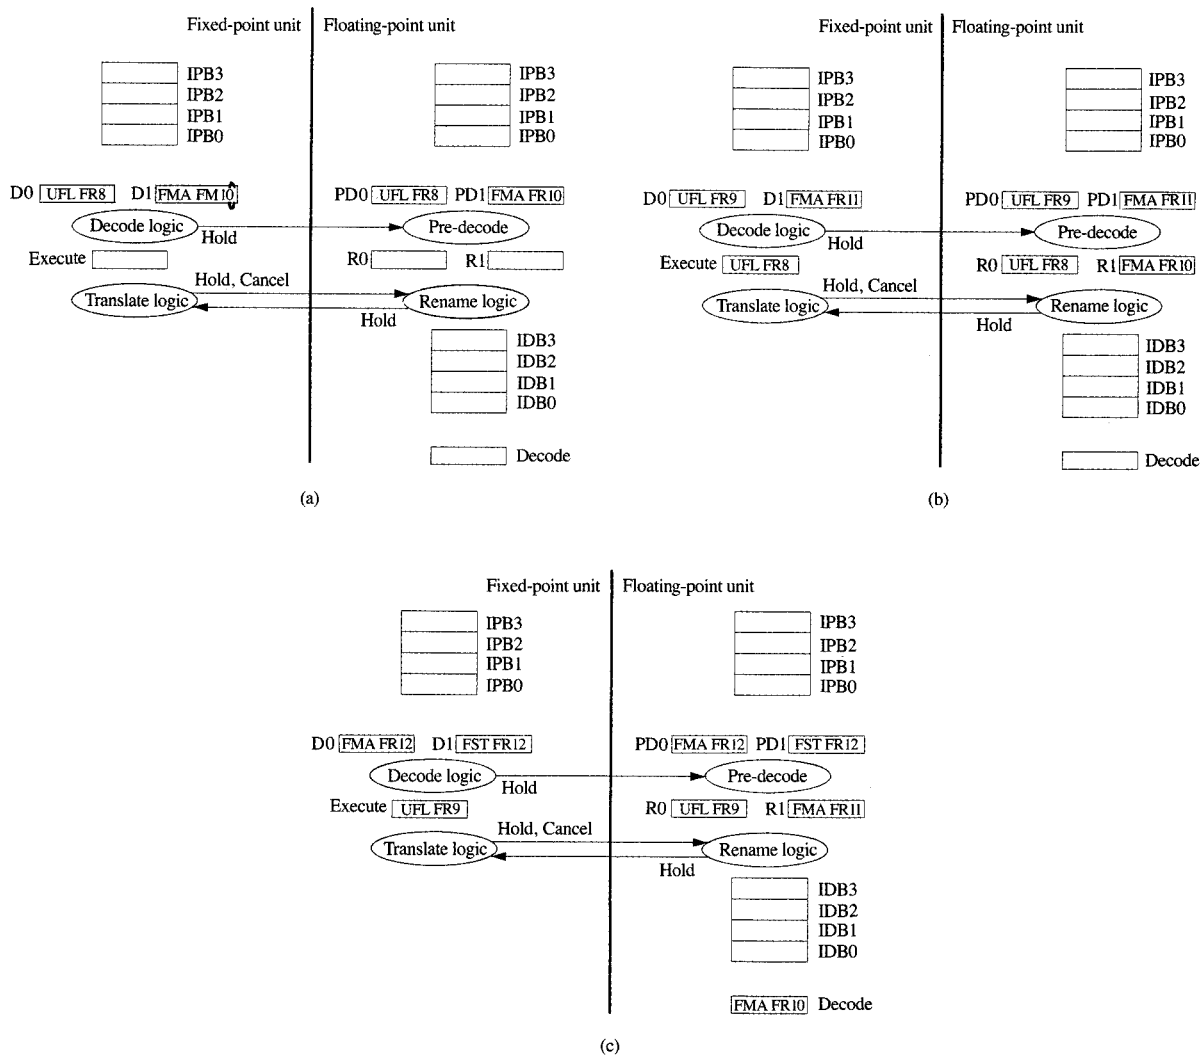 Fixed-point unit Floating-point unit
IPB3 IPB3
IPB2 IPB2
IPB1 IPB1
IPB0 IPB0
D0 UFL FR8 D1 FMA FM10 PD0 UFL FR8 PD1 FMA FR10
Decode logic Hold Pre-decode
Execute R0 R1
Hold, Cancel
Translate logic Rename logic
Hold
IDB3
IDB2
IDB1
IDB0
Decode
(a)
Fixed-point unit Floating-point unit
IPB3 IPB3
IPB2 IPB2
IPB1 IPB1
IPB0 IPB0
D0 UFL FR9 D1 FMA FR11 PD0 UFL FR9 PD1 FMA FR11
Decode logic Hold Pre-decode
Execute UFL FR8 R0 UFL FR8 R1 FMA FR10
Hold, Cancel
Translate logic Rename logic
Hold
IDB3
IDB2
IDB1
IDB0
Decode
(b)
Fixed-point unit Floating-point unit
IPB3 IPB3
IPB2 IPB2
IPB1 IPB1
IPB0 IPB0
D0 FMA FR12 D1 FST FR12 PD0 FMA FR12 PD1 FST FR12
Decode logic Hold Pre-decode
Execute UFL FR9 R0 UFL FR9 R1 FMA FR11
Hold, Cancel
Translate logic Rename logic
Hold
IDB3
IDB2
IDB1
IDB0
FMA FR10 Decode
(c)